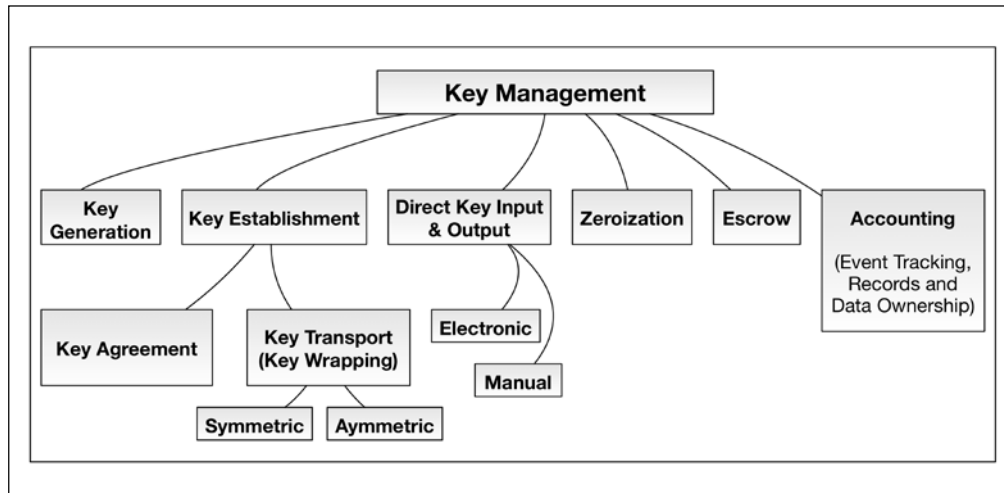 Key Management
Key
Generation
Key Establishment
Direct Key Input
& Output
Zeroization
Escrow
Accounting
(Event Tracking,
Records and
Data Ownership)
Key Agreement
Key Transport
(Key Wrapping)
Electronic
Manual
Symmetric
Aymmetric